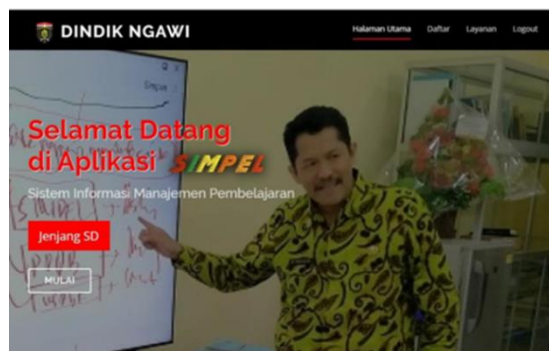 DINDIK NGAWI
Halaman Utama Daftar Layanan Logout
Simpan
Selamat Datang
di Aplikasi SIMPEL
Sistem Informasi Manajemen Pembelajaran
Jenjang SD
MULAI